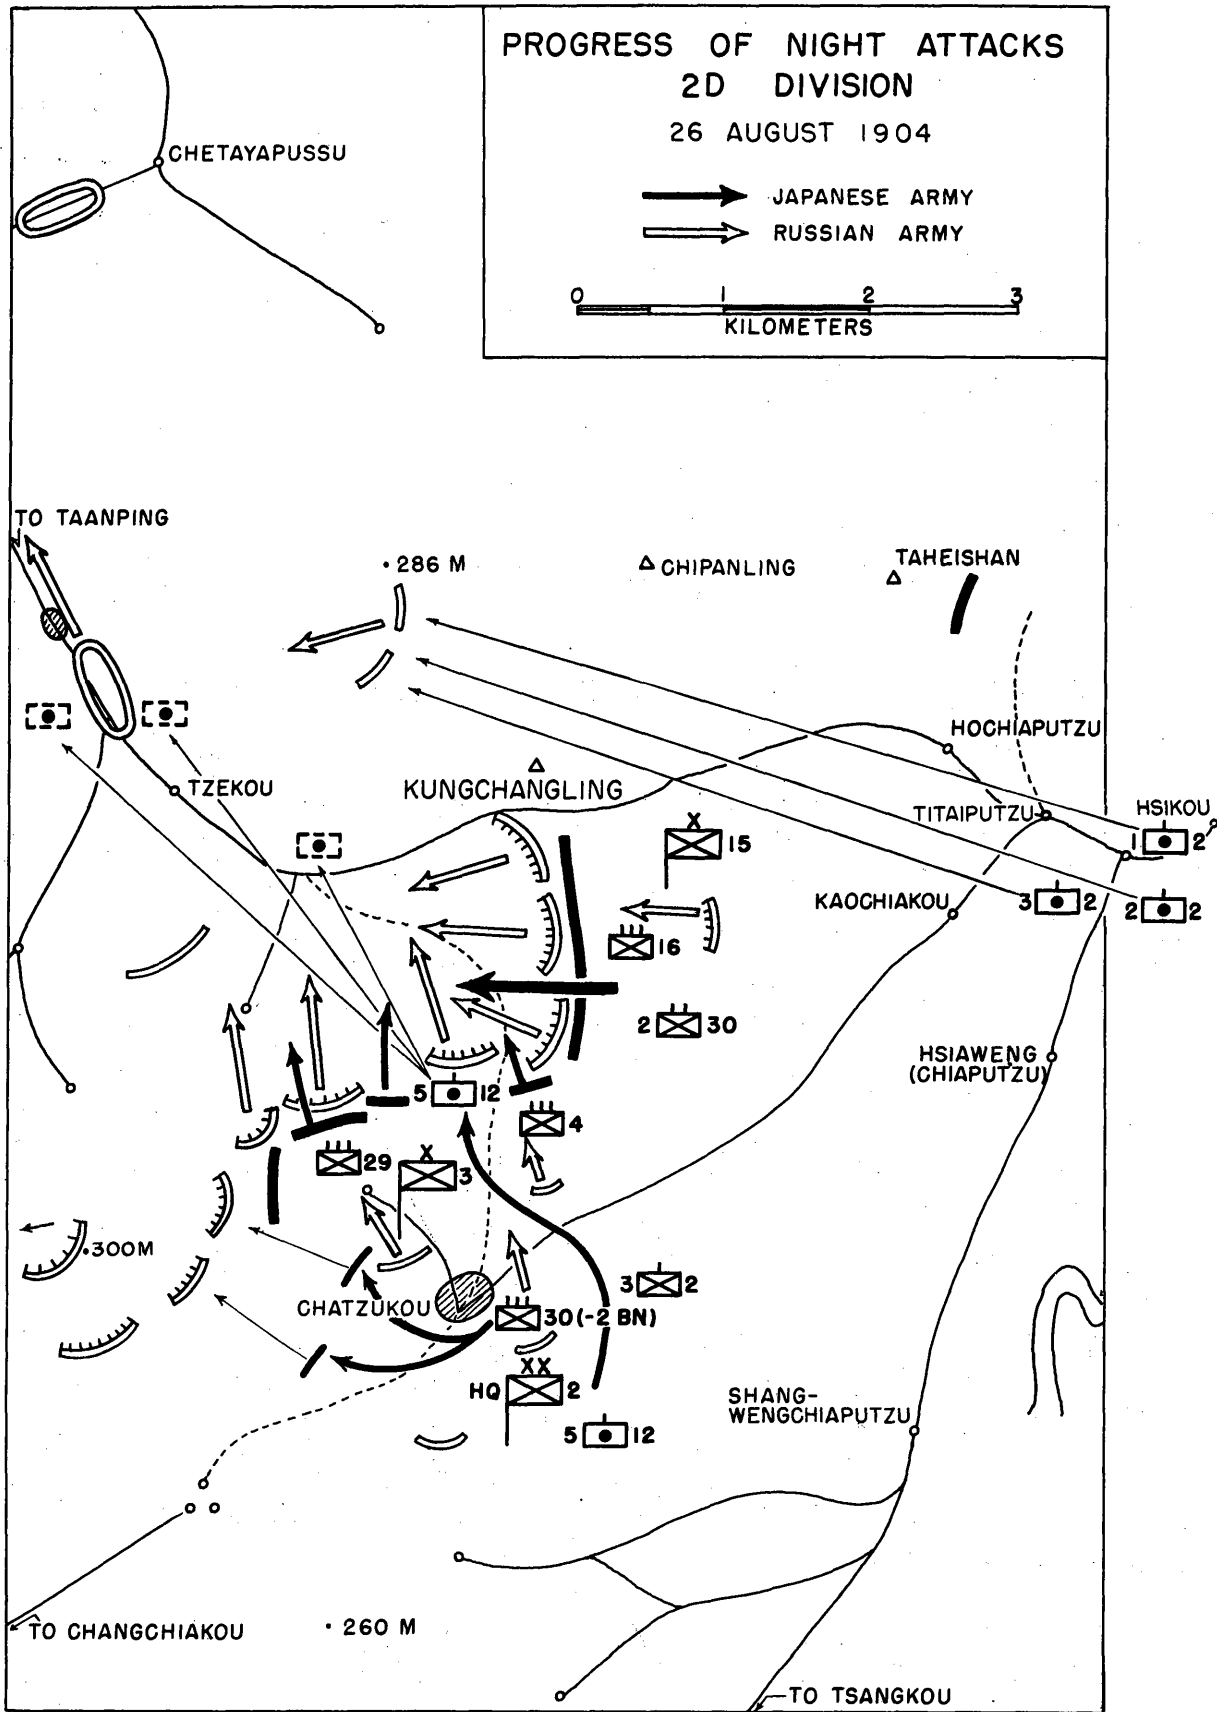 PROGRESS OF NIGHT ATTACKS
2D DIVISION
26 AUGUST 1904
JAPANESE ARMY
RUSSIAN ARMY
0 1 2 3
KILOMETERS
CHETAYAPUSSU
TO TAANPING
286 M
CHIPANLING
TAHEISHAN
HOCHIAPUTZU
TZEKOU
KUNGCHANGLING
TITAIPUTZU
HSIKOU
X
15
1 2
KAOCHIAKOU
3 2
2 2
16
2 30
HSIAWENG
(CHIAPUTZU)
5 12
4
29
X
3
300M
3 2
CHATZUKOU
30(-2 BN)
XX
HQ 2
SHANG-
WENGCHIAPUTZU
5 12
TO CHANGCHIAKOU
260 M
TO TSANGKOU